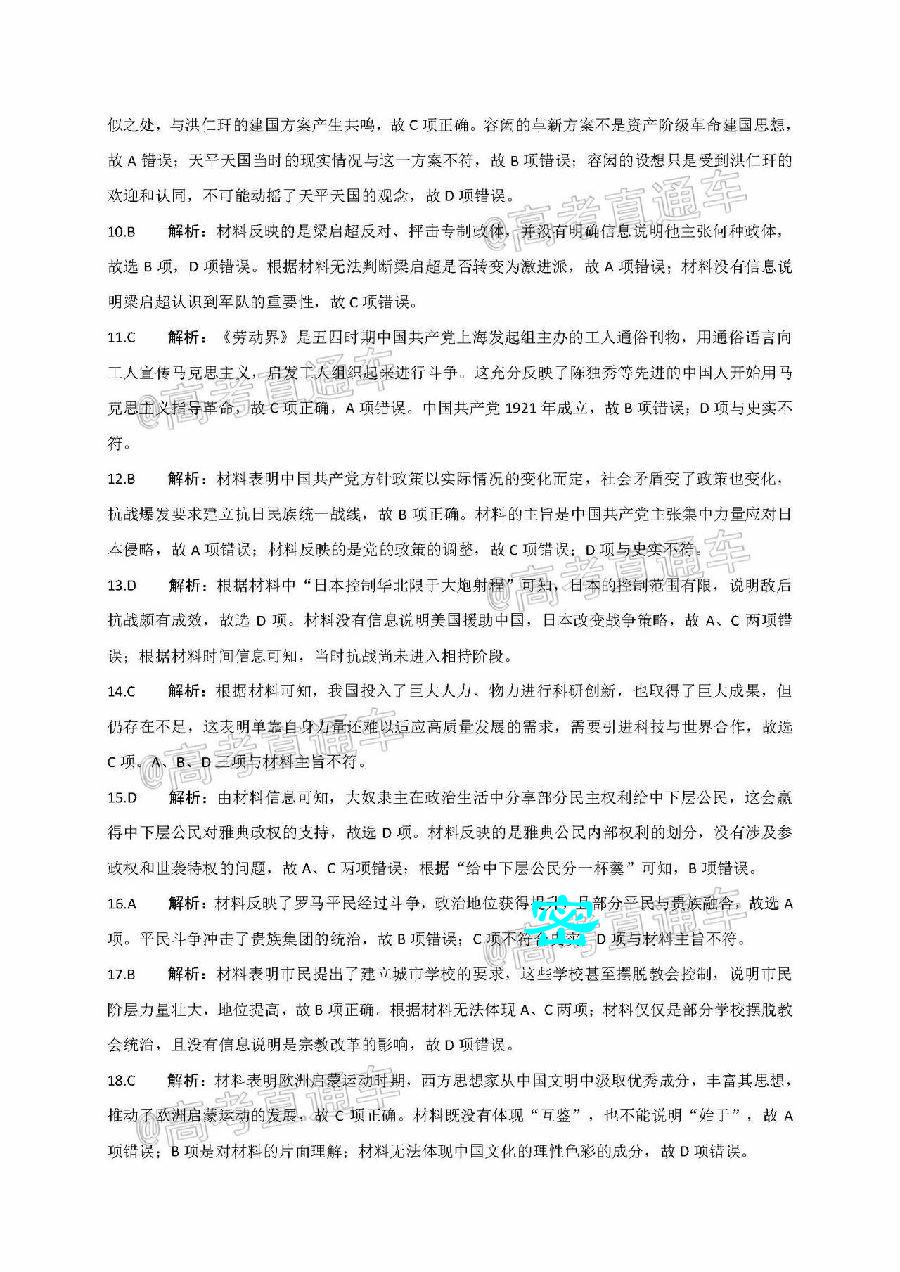 似之处，与洪仁玕的建国方案产生共鸣，故 C 项正确。容闳的革新方案不是资产阶级革命建国思想，
故 A 错误；天平天国当时的现实情况与这一方案不符，故 B 项错误；容闳的设想只是受到洪仁玕的
欢迎和认同，不可能动摇了天平天国的观念，故 D 项错误。
@高考直通车
10.B 解析：材料反映的是梁启超反对、抨击专制政体，并没有明确信息说明他主张何种政体，
故选 B 项，D 项错误。根据材料无法判断梁启超是否转变为激进派，故 A 项错误；材料没有信息说
明梁启超认识到军队的重要性，故 C 项错误。
11.C 解析：《劳动界》是五四时期中国共产党上海发起组主办的工人通俗刊物，用通俗语言向
工人宣传马克思主义，启发工人组织起来进行斗争。这充分反映了陈独秀等先进的中国人开始用马
克思主义指导革命，故 C 项正确，A 项错误。中国共产党 1921 年成立，故 B 项错误；D 项与史实不
符。
@高考直通车
12.B 解析：材料表明中国共产党方针政策以实际情况的变化而定，社会矛盾变了政策也变化，
抗战爆发要求建立抗日民族统一战线，故 B 项正确。材料的主旨是中国共产党主张集中力量应对日
本侵略，故 A 项错误；材料反映的是党的政策的调整，故 C 项错误；D 项与史实不符。
@高考直通车
13.D 解析：根据材料中“日本控制华北限于大炮射程”可知，日本的控制范围有限，说明敌后
抗战颇有成效，故选 D 项。材料没有信息说明美国援助中国，日本改变战争策略，故 A、C 两项错
误；根据材料时间信息可知，当时抗战尚未进入相持阶段。
14.C 解析：根据材料可知，我国投入了巨大人力、物力进行科研创新，也取得了巨大成果，但
仍存在不足，这表明单靠自身力量还难以适应高质量发展的需求，需要引进科技与世界合作，故选
C 项。A、B、D 三项与材料主旨不符。
@高考直通车
15.D 解析：由材料信息可知，大奴隶主在政治生活中分享部分民主权利给中下层公民，这会赢
得中下层公民对雅典政权的支持，故选 D 项。材料反映的是雅典公民内部权利的划分，没有涉及参
政权和世袭特权的问题，故 A、C 两项错误；根据“给中下层公民分一杯羹”可知，B 项错误。
16.A 解析：材料反映了罗马平民经过斗争，政治地位获得提升，且部分平民与贵族融合，故选 A
项。平民斗争冲击了贵族集团的统治，故 B 项错误；C 项不符合史实，D 项与材料主旨不符。
密
@高考直通车
17.B 解析：材料表明市民提出了建立城市学校的要求，这些学校甚至摆脱教会控制，说明市民
阶层力量壮大，地位提高，故 B 项正确。根据材料无法体现 A、C 两项；材料仅仅是部分学校摆脱教
会统治，且没有信息说明是宗教改革的影响，故 D 项错误。
18.C 解析：材料表明欧洲启蒙运动时期，西方思想家从中国文明中汲取优秀成分，丰富其思想，
推动了欧洲启蒙运动的发展，故 C 项正确。材料既没有体现“互鉴”，也不能说明“始于”，故 A
项错误；B 项是对材料的片面理解；材料无法体现中国文化的理性色彩的成分，故 D 项错误。
@高考直通车